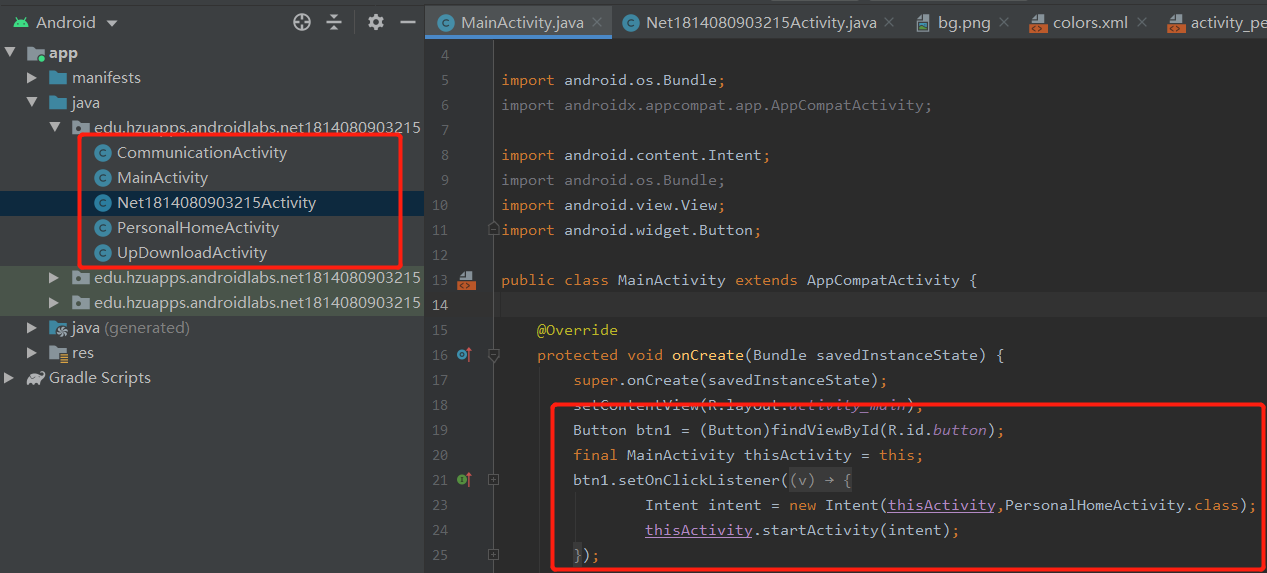 Android
app
manifests
java
edu.hzuapps.androidlabs.net1814080903215
CommunicationActivity
MainActivity
Net1814080903215Activity
PersonalHomeActivity
UpDownloadActivity
edu.hzuapps.androidlabs.net1814080903215
edu.hzuapps.androidlabs.net1814080903215
java (generated)
res
Gradle Scripts
MainActivity.java
Net1814080903215Activity.java
bg.png
colors.xml
activity_pe
4
5 import android.os.Bundle;
6 import androidx.appcompat.app.AppCompatActivity;
7
8 import android.content.Intent;
9 import android.os.Bundle;
10 import android.view.View;
11 import android.widget.Button;
12
13 public class MainActivity extends AppCompatActivity {
14
15 @Override
16 protected void onCreate(Bundle savedInstanceState) {
17 super.onCreate(savedInstanceState);
18 setContentView(R.layout.activity_main);
19 Button btn1 = (Button)findViewById(R.id.button);
20 final MainActivity thisActivity = this;
21 btn1.setOnClickListener((v) → {
23 Intent intent = new Intent(thisActivity,PersonalHomeActivity.class);
24 thisActivity.startActivity(intent);
25 });